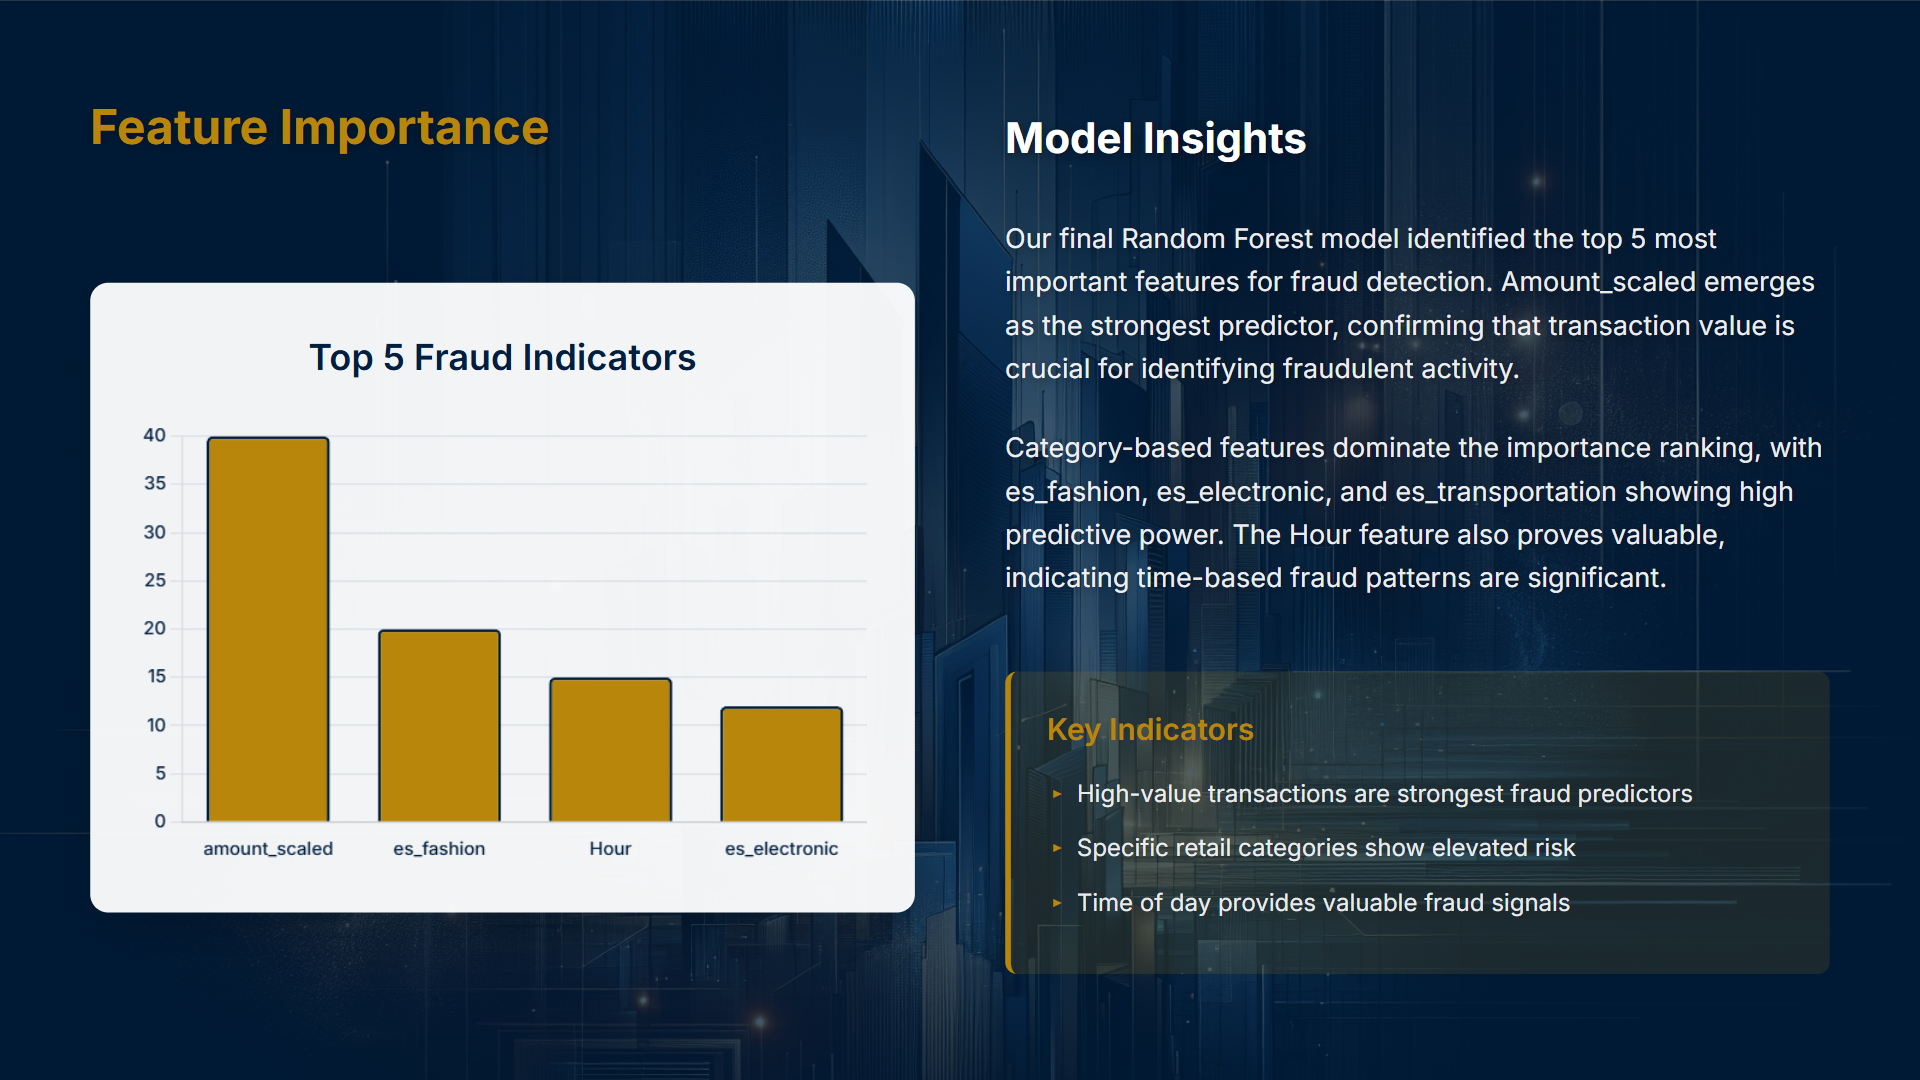 Feature Importance
Top 5 Fraud Indicators
40
35
30
25
20
15
10
5
0
amount_scaled es_fashion Hour es_electronic
Model Insights
Our final Random Forest model identified the top 5 most
important features for fraud detection. Amount_scaled emerges
as the strongest predictor, confirming that transaction value is
crucial for identifying fraudulent activity.
Category-based features dominate the importance ranking, with
es_fashion, es_electronic, and es_transportation showing high
predictive power. The Hour feature also proves valuable,
indicating time-based fraud patterns are significant.
Key Indicators
▸ High-value transactions are strongest fraud predictors
▸ Specific retail categories show elevated risk
▸ Time of day provides valuable fraud signals